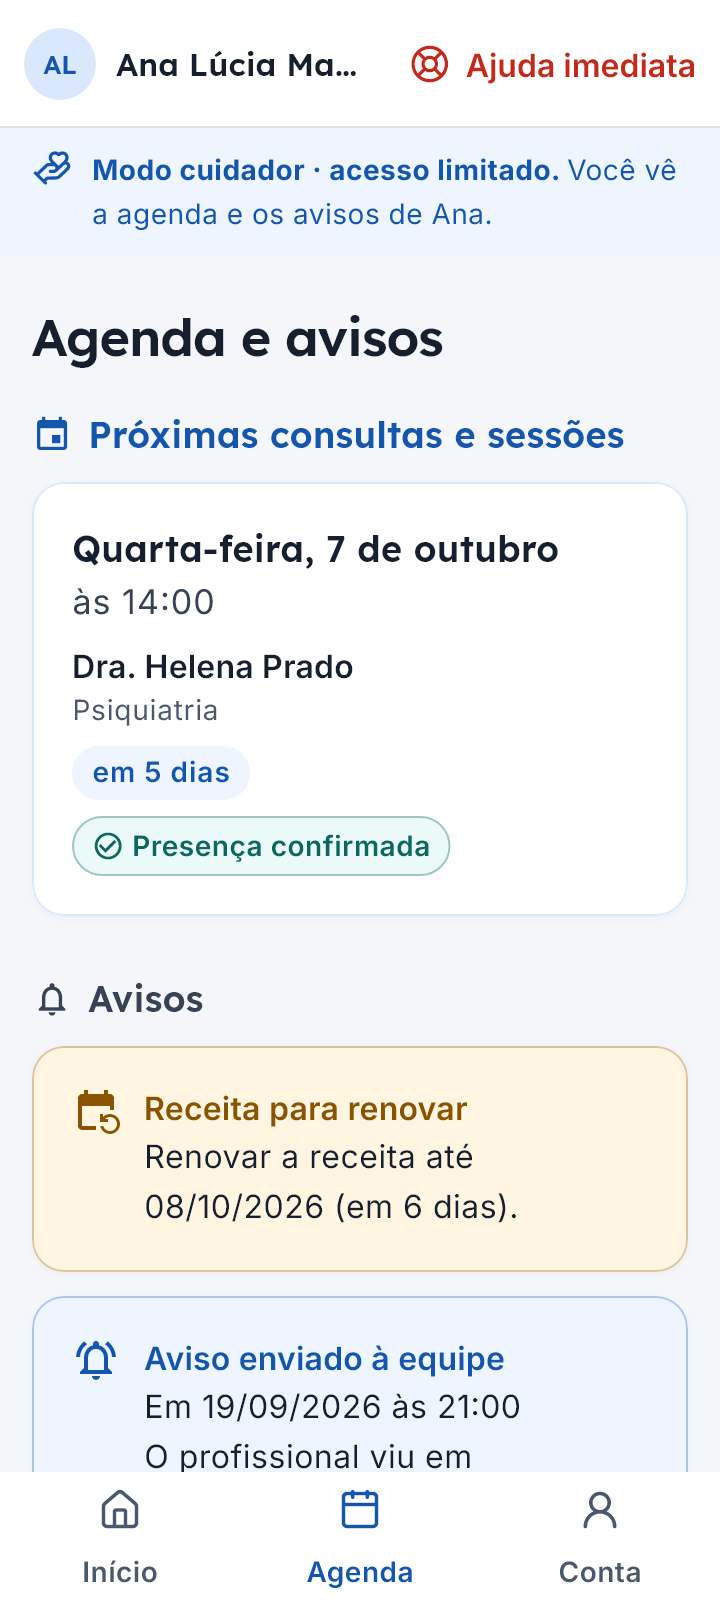 AL
Ana Lúcia Ma...
Ajuda imediata
Modo cuidador · acesso limitado. Você vê
a agenda e os avisos de Ana.
Agenda e avisos
Próximas consultas e sessões
Quarta-feira, 7 de outubro
às 14:00
Dra. Helena Prado
Psiquiatria
em 5 dias
Presença confirmada
Avisos
Receita para renovar
Renovar a receita até
08/10/2026 (em 6 dias).
Aviso enviado à equipe
Em 19/09/2026 às 21:00
O profissional viu em
Início
Agenda
Conta